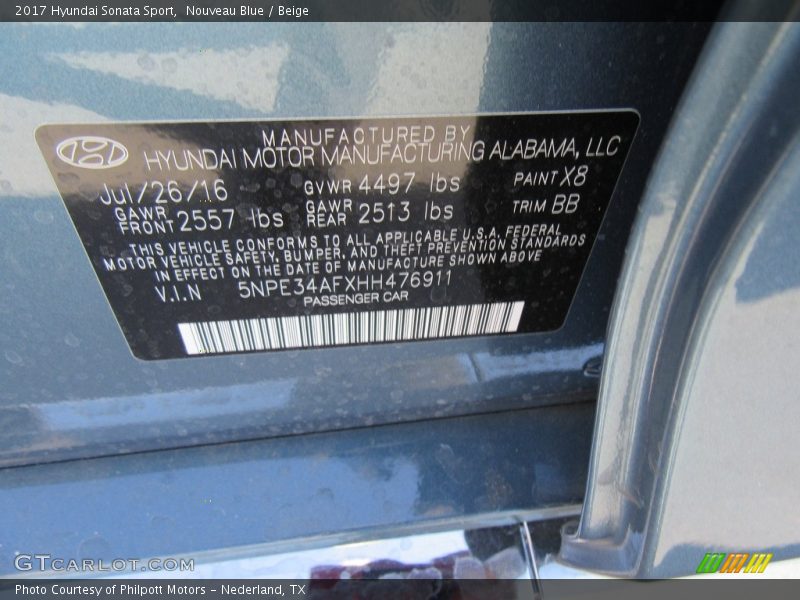 2017 Hyundai Sonata Sport, Nouveau Blue / Beige
MANUFACTURED BY
HYUNDAI MOTOR MANUFACTURING ALABAMA, LLC
Jul/26/16 GVWR 4497 lbs PAINT X8
GAWR FRONT 2557 lbs GAWR REAR 2513 lbs TRIM BB
THIS VEHICLE CONFORMS TO ALL APPLICABLE U.S.A. FEDERAL
MOTOR VEHICLE SAFETY, BUMPER, AND THEFT PREVENTION STANDARDS
IN EFFECT ON THE DATE OF MANUFACTURE SHOWN ABOVE
V.I.N 5NPE34AFXHH476911
PASSENGER CAR
GTCARLOT.COM
Photo Courtesy of Philpott Motors - Nederland, TX